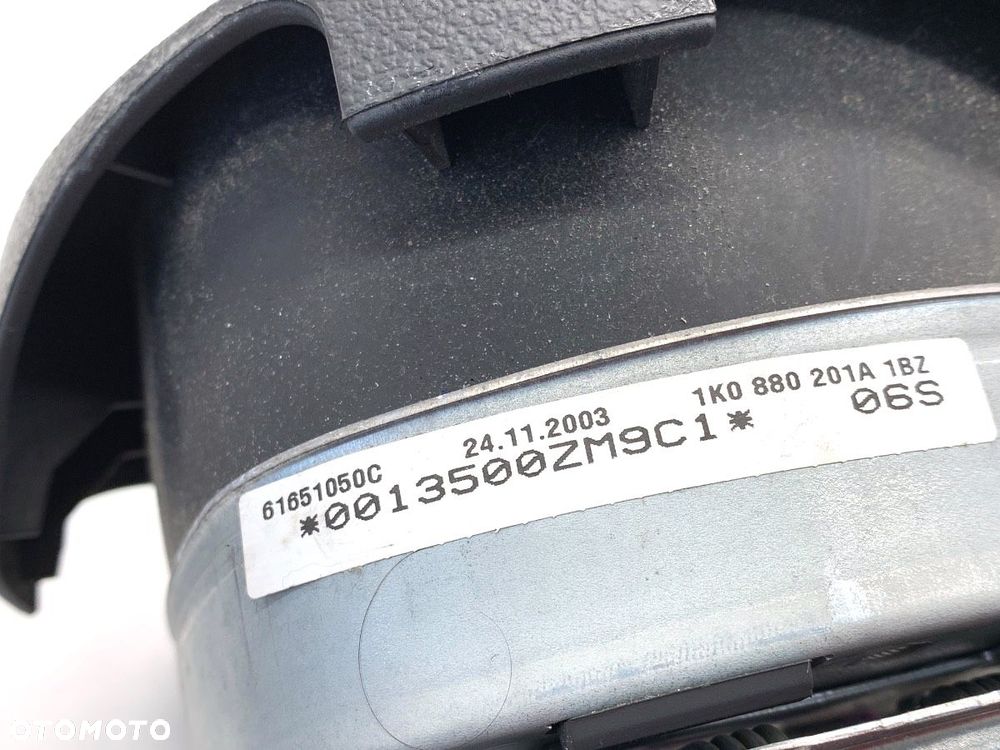 61651050C 24.11.2003 1K0 880 201A 1BZ
*0013500ZM9C1* 06S
OTOMOTO